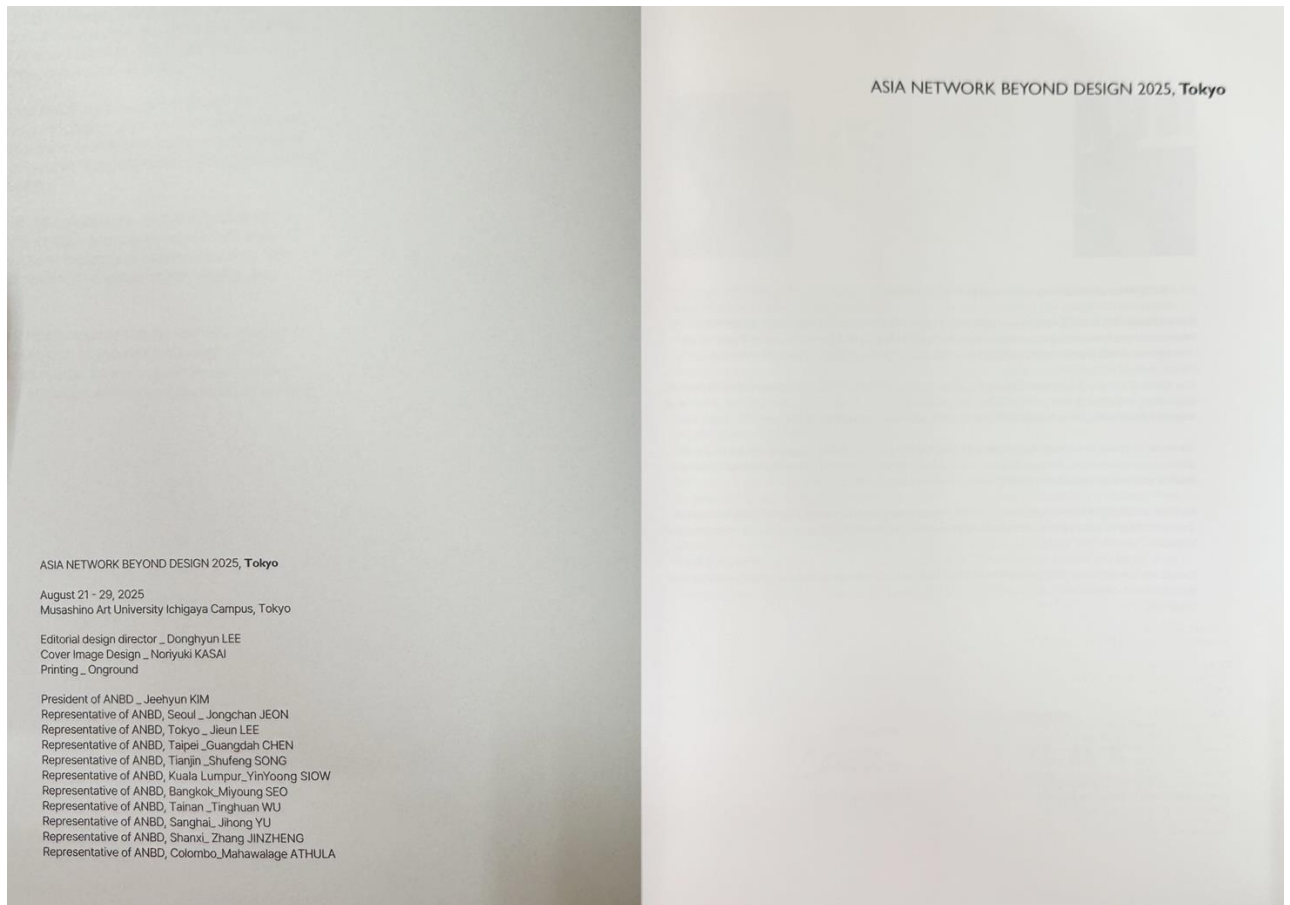 ASIA NETWORK BEYOND DESIGN 2025, Tokyo
August 21 - 29, 2025
Musashino Art University Ichigaya Campus, Tokyo
Editorial design director _ Donghyun LEE
Cover Image Design _ Noriyuki KASAI
Printing _ Onground
President of ANBD _ Jeehyun KIM
Representative of ANBD, Seoul _ Jongchan JEON
Representative of ANBD, Tokyo _ Jieun LEE
Representative of ANBD, Taipei _Guangdah CHEN
Representative of ANBD, Tianjin _Shufeng SONG
Representative of ANBD, Kuala Lumpur_YinYoong SIOW
Representative of ANBD, Bangkok_Miyoung SEO
Representative of ANBD, Tainan _Tinghuan WU
Representative of ANBD, Sanghai_ Jihong YU
Representative of ANBD, Shanxi_ Zhang JINZHENG
Representative of ANBD, Colombo_Mahawalage ATHULA
ASIA NETWORK BEYOND DESIGN 2025, Tokyo